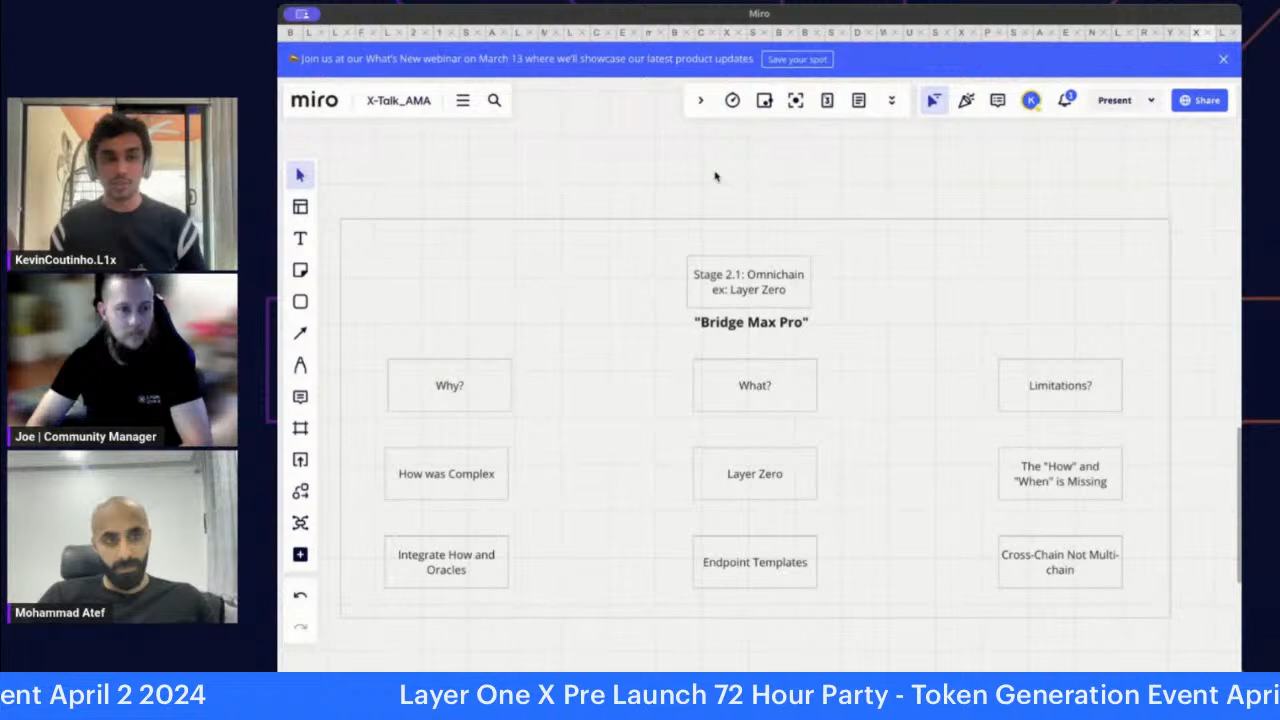 Miro
B L L F L 2 1 S A L M L C E B C X S B B S D W U S X P S A E N L R Y X L
Join us at our What's New webinar on March 13 where we'll showcase our latest product updates
Save your spot
miro
X-Talk_AMA
K
1
Present
Share
KevinCoutinho.L1x
Joe | Community Manager
Mohammad Atef
Stage 2.1: Omnichain
ex: Layer Zero
"Bridge Max Pro"
Why?
What?
Limitations?
How was Complex
Layer Zero
The "How" and
"When" is Missing
Integrate How and
Oracles
Endpoint Templates
Cross-Chain Not Multi-
chain
ent April 2 2024
Layer One X Pre Launch 72 Hour Party - Token Generation Event Apri